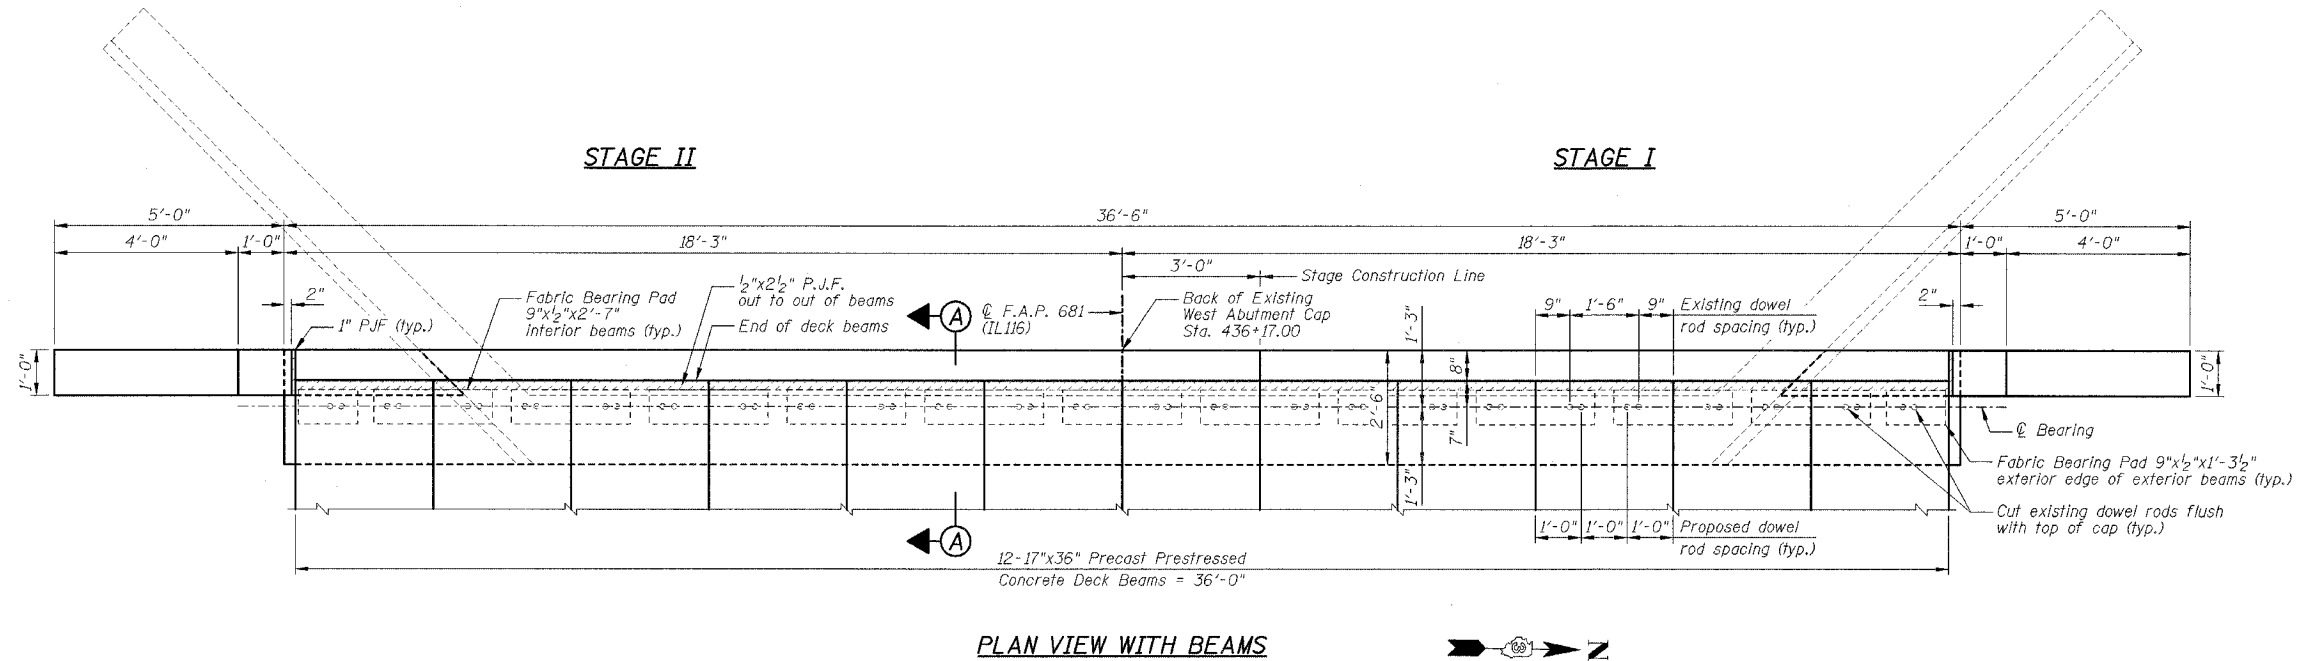 STAGE II
STAGE I
5'-0"
36'-6"
5'-0"
4'-0"
1'-0"
18'-3"
18'-3"
1'-0"
4'-0"
3'-0"
Stage Construction Line
2"
Fabric Bearing Pad
9"x½"x2'-7"
interior beams (typ.)
½"x2½" P.J.F.
out to out of beams
End of deck beams
1" PJF (typ.)
A
℄ F.A.P. 681
(IL116)
Back of Existing
West Abutment Cap
Sta. 436+17.00
1'-3"
9"
1'-6"
9"
Existing dowel
rod spacing (typ.)
2"
1'-0"
8"
2'-6"
7"
1'-3"
1'-0"
℄ Bearing
Fabric Bearing Pad 9"x½"x1'-3½"
exterior edge of exterior beams (typ.)
Cut existing dowel rods flush
with top of cap (typ.)
A
1'-0"
1'-0"
1'-0"
Proposed dowel
rod spacing (typ.)
12-17"x36" Precast Prestressed
Concrete Deck Beams = 36'-0"
PLAN VIEW WITH BEAMS
N